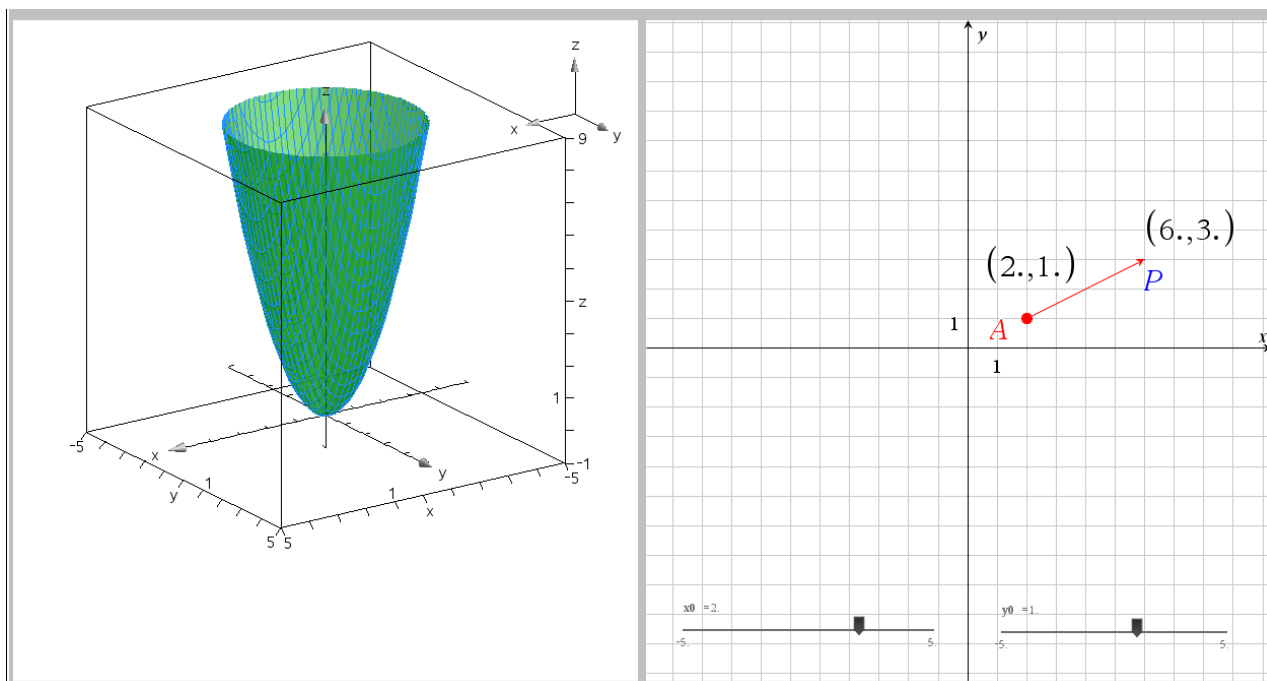 z
x
y
9
z
z
1
-1
-5
-5
x
y
1
y
1
x
5
5
y
(6.,3.)
(2.,1.)
P
A
1
x
1
x0 =2.
-5.
5.
y0 =1.
-5.
5.